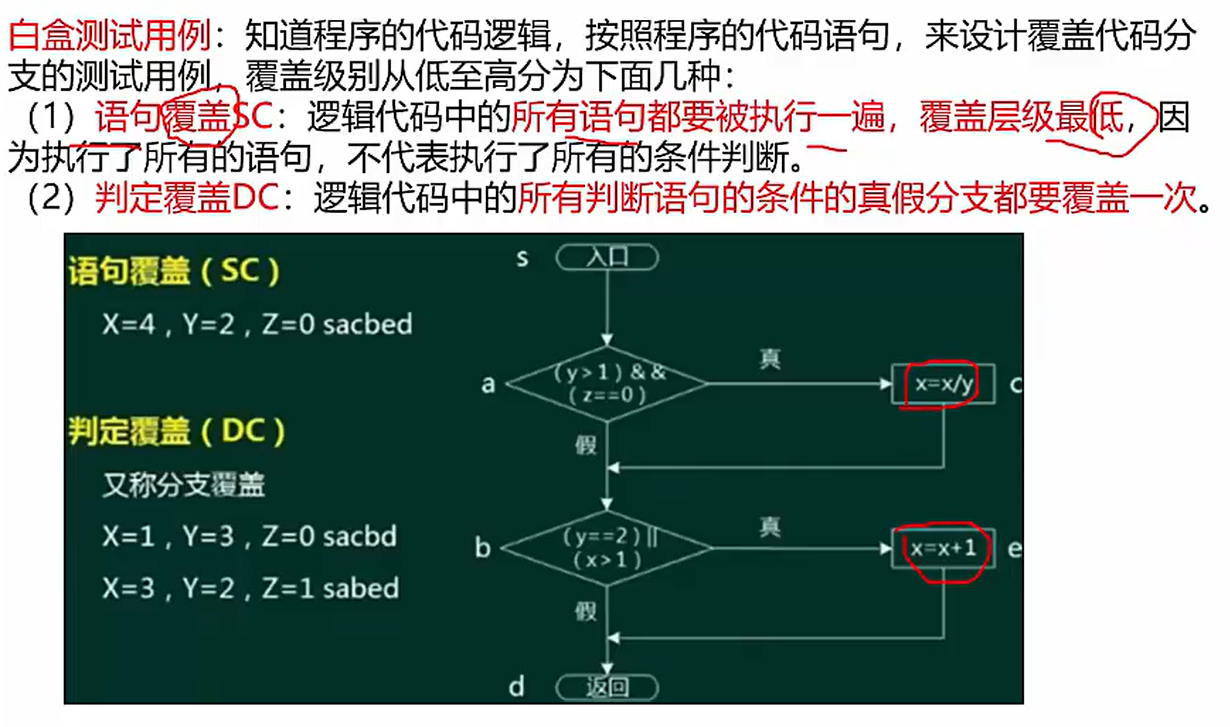 白盒测试用例：知道程序的代码逻辑，按照程序的代码语句，来设计覆盖代码分
支的测试用例，覆盖级别从低至高分为下面几种：
（1）语句覆盖SC：逻辑代码中的所有语句都要被执行一遍，覆盖层级最低，因
为执行了所有的语句，不代表执行了所有的条件判断。
（2）判定覆盖DC：逻辑代码中的所有判断语句的条件的真假分支都要覆盖一次。
语句覆盖（SC）
X=4，Y=2，Z=0 sacbed
判定覆盖（DC）
又称分支覆盖
X=1，Y=3，Z=0 sacbd
X=3，Y=2，Z=1 sabed
s
入口
a
（y>1）&&
（z==0）
真
x=x/y
c
假
b
（y==2）||
（x>1）
真
x=x+1
e
假
d
返回